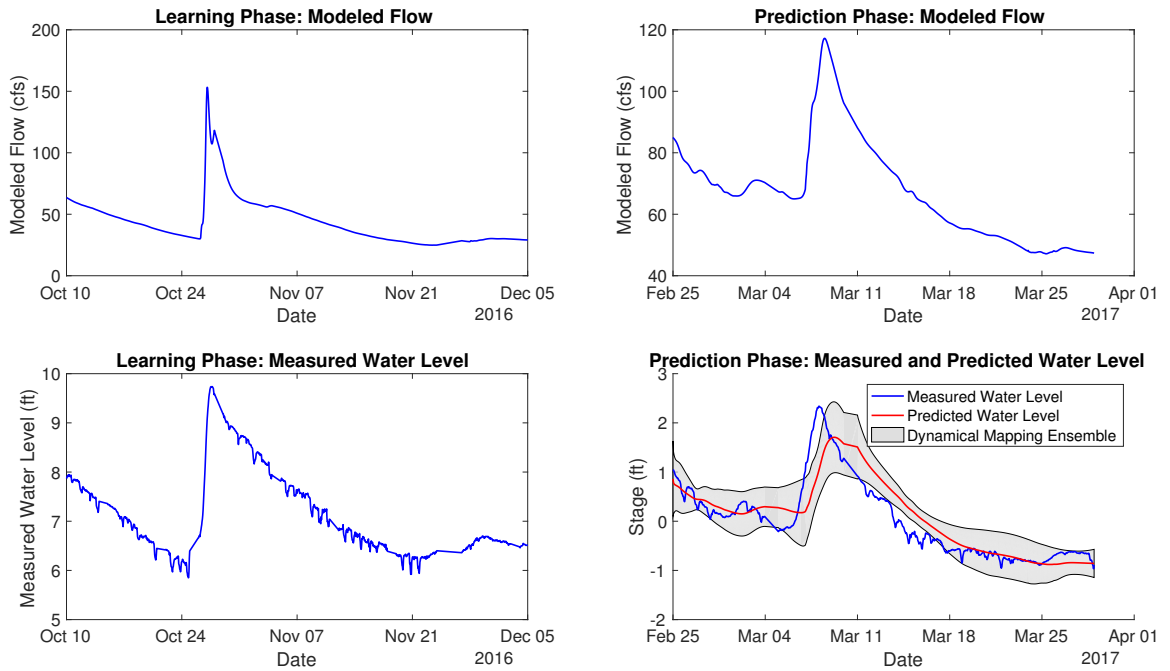 Learning Phase: Modeled Flow
200
150
100
50
0
Modeled Flow (cfs)
Oct 10 Oct 24 Nov 07 Nov 21 Dec 05
Date
2016
Prediction Phase: Modeled Flow
120
100
80
60
40
Modeled Flow (cfs)
Feb 25 Mar 04 Mar 11 Mar 18 Mar 25 Apr 01
Date
2017
Learning Phase: Measured Water Level
10
9
8
7
6
5
Measured Water Level (ft)
Oct 10 Oct 24 Nov 07 Nov 21 Dec 05
Date
2016
Prediction Phase: Measured and Predicted Water Level
3
2
1
0
-1
-2
Stage (ft)
Measured Water Level
Predicted Water Level
Dynamical Mapping Ensemble
Feb 25 Mar 04 Mar 11 Mar 18 Mar 25 Apr 01
Date
2017